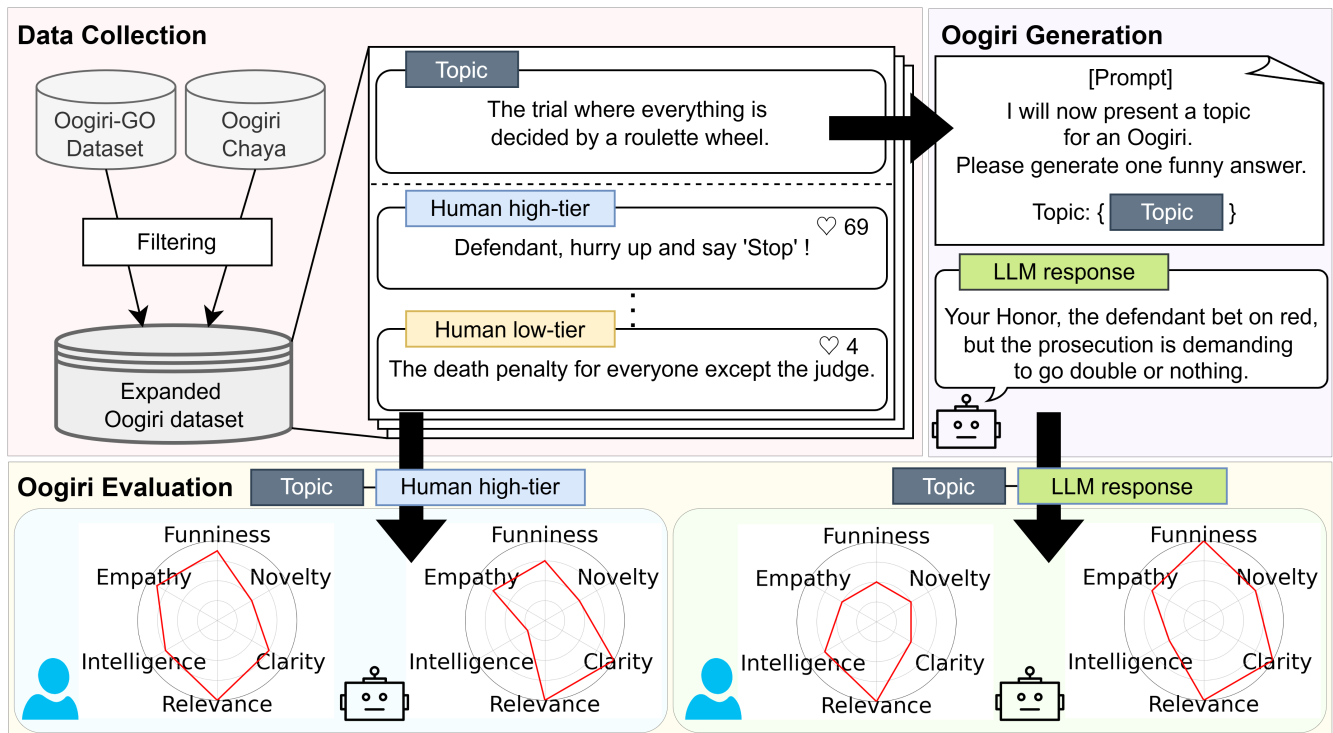 Data Collection
Oogiri-GO
Dataset
Oogiri
Chaya
Filtering
Expanded
Oogiri dataset
Topic
The trial where everything is
decided by a roulette wheel.
Human high-tier
♡ 69
Defendant, hurry up and say 'Stop' !
Human low-tier
♡ 4
The death penalty for everyone except the judge.
Oogiri Generation
[Prompt]
I will now present a topic
for an Oogiri.
Please generate one funny answer.
Topic: { Topic }
LLM response
Your Honor, the defendant bet on red,
but the prosecution is demanding
to go double or nothing.
Oogiri Evaluation
Topic
Human high-tier
Funniness
Empathy
Novelty
Intelligence
Clarity
Relevance
Funniness
Empathy
Novelty
Intelligence
Clarity
Relevance
Topic
LLM response
Funniness
Empathy
Novelty
Intelligence
Clarity
Relevance
Funniness
Empathy
Novelty
Intelligence
Clarity
Relevance